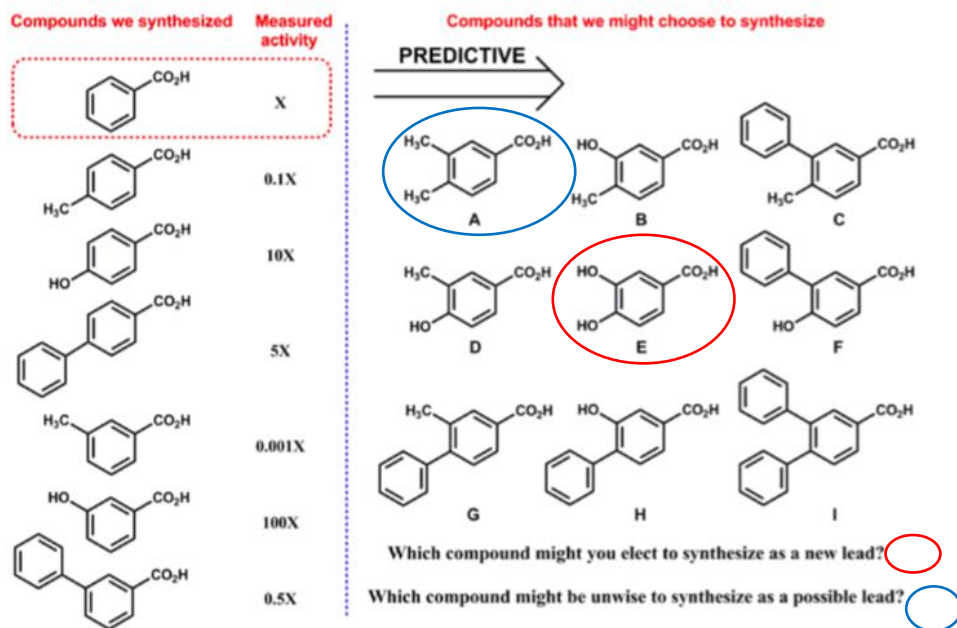 Compounds we synthesized
Measured
activity
Compounds that we might choose to synthesize
CO₂H
X
PREDICTIVE
CO₂H
H₃C
0.1X
CO₂H
HO
10X
CO₂H
5X
H₃C
CO₂H
0.001X
HO
CO₂H
100X
CO₂H
0.5X
H₃C
CO₂H
H₃C
A
HO
CO₂H
H₃C
B
CO₂H
H₃C
C
H₃C
CO₂H
HO
D
HO
CO₂H
HO
E
CO₂H
HO
F
H₃C
CO₂H
G
HO
CO₂H
H
CO₂H
I
Which compound might you elect to synthesize as a new lead?
Which compound might be unwise to synthesize as a possible lead?